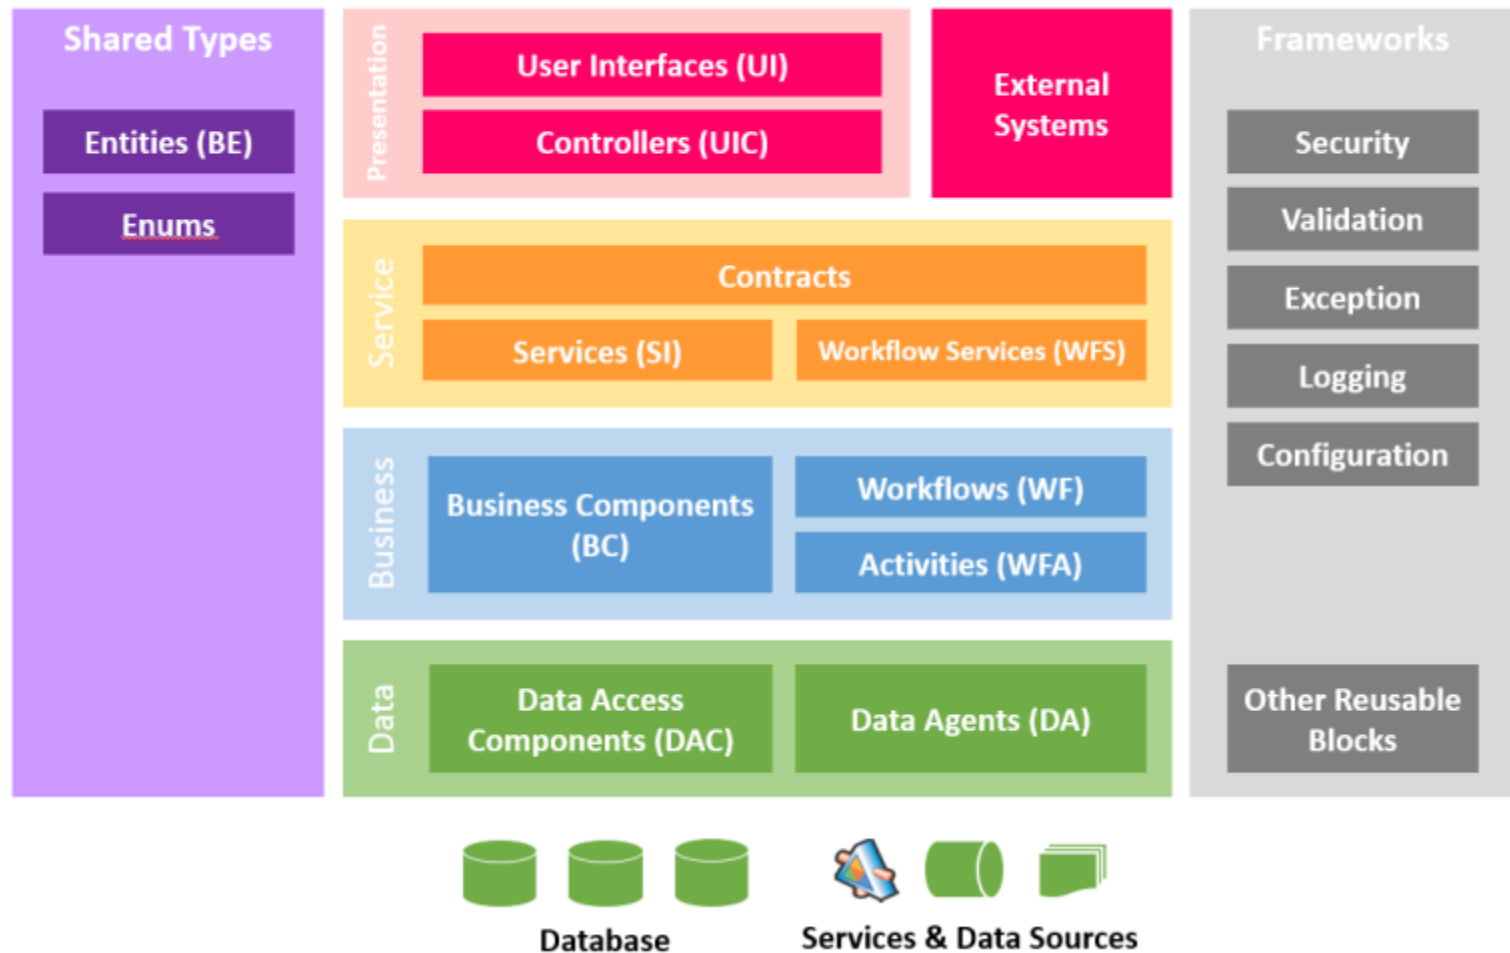 Shared Types
Entities (BE)
Enums
Presentation
User Interfaces (UI)
Controllers (UIC)
External
Systems
Service
Contracts
Services (SI)
Workflow Services (WFS)
Business
Business Components
(BC)
Workflows (WF)
Activities (WFA)
Data
Data Access
Components (DAC)
Data Agents (DA)
Frameworks
Security
Validation
Exception
Logging
Configuration
Other Reusable
Blocks
Database
Services & Data Sources